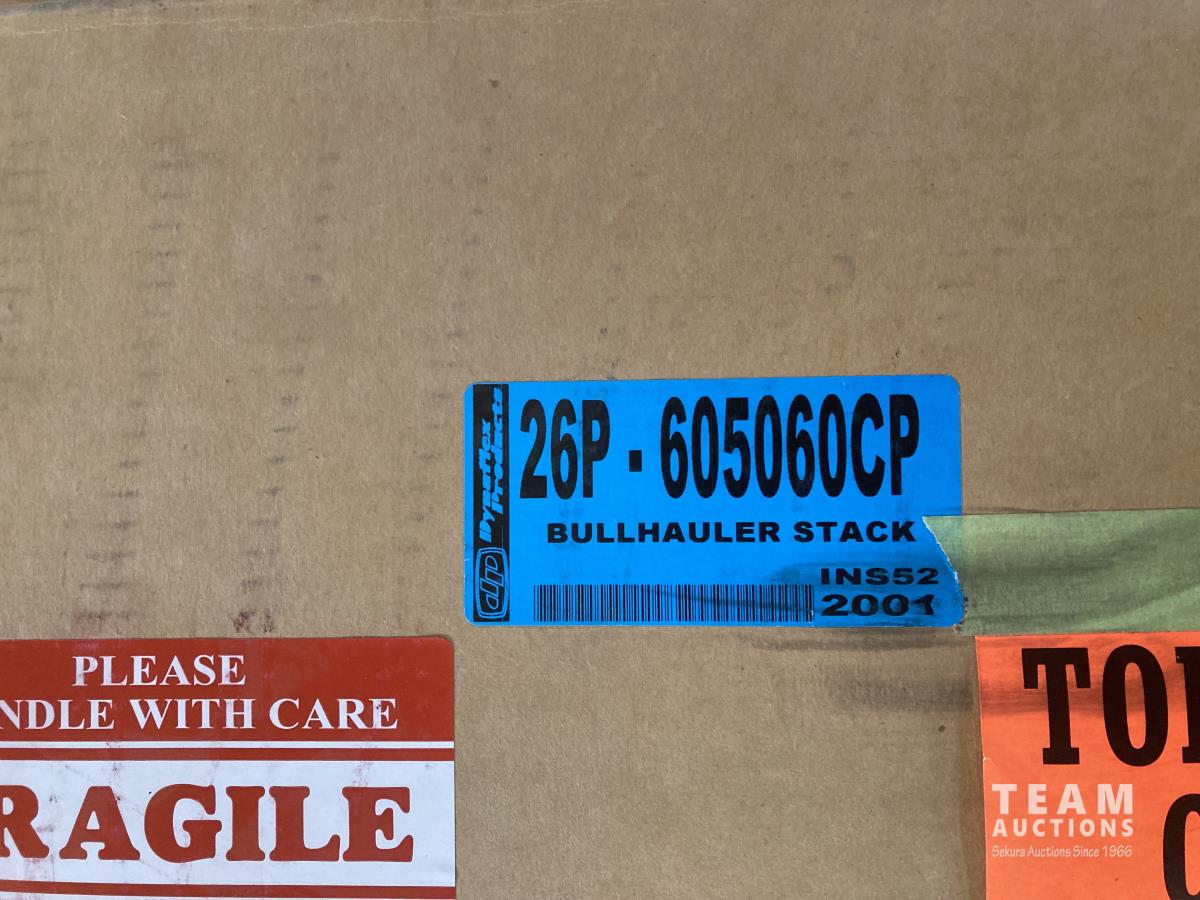 Dynaflex
Products
dp
26P - 605060CP
BULLHAULER STACK
INS52
2001
PLEASE
NDLE WITH CARE
RAGILE
TO
C
TEAM
AUCTIONS
Sekura Auctions Since 1966